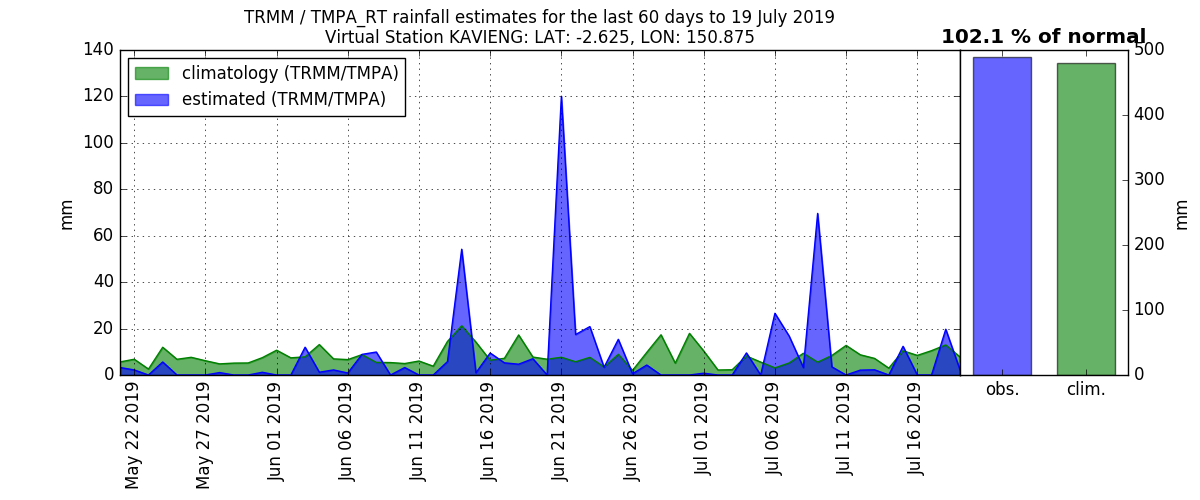 TRMM / TMPA_RT rainfall estimates for the last 60 days to 19 July 2019
Virtual Station KAVIENG: LAT: -2.625, LON: 150.875
102.1 % of normal
climatology (TRMM/TMPA)
estimated (TRMM/TMPA)
mm
140
120
100
80
60
40
20
0
May 22 2019
May 27 2019
Jun 01 2019
Jun 06 2019
Jun 11 2019
Jun 16 2019
Jun 21 2019
Jun 26 2019
Jul 01 2019
Jul 06 2019
Jul 11 2019
Jul 16 2019
obs.
clim.
500
400
300
200
100
0
mm